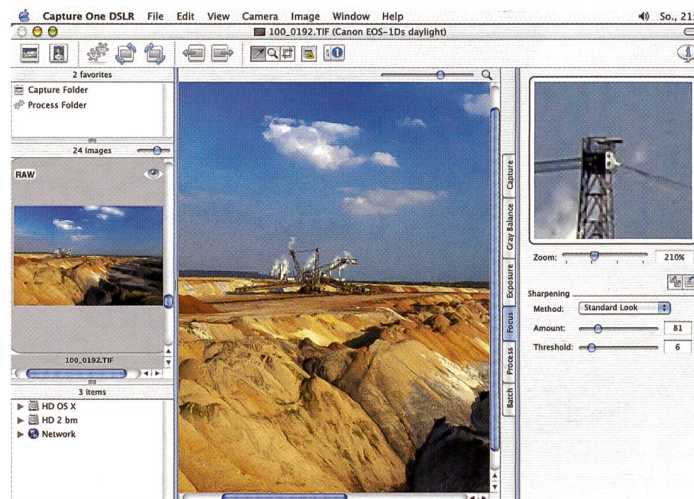 Capture One DSLR File Edit View Camera Image Window Help So., 21
100_0192.TIF (Canon EOS-1Ds daylight)
2 favorites
Capture Folder
Process Folder
24 images
RAW
100_0192.TIF
3 items
HD OS X
HD 2 bm
Network
Capture
Gray Balance
Exposure
Focus
Process
Batch
Zoom: 210%
Sharpening
Method: Standard Look
Amount: 81
Threshold: 6